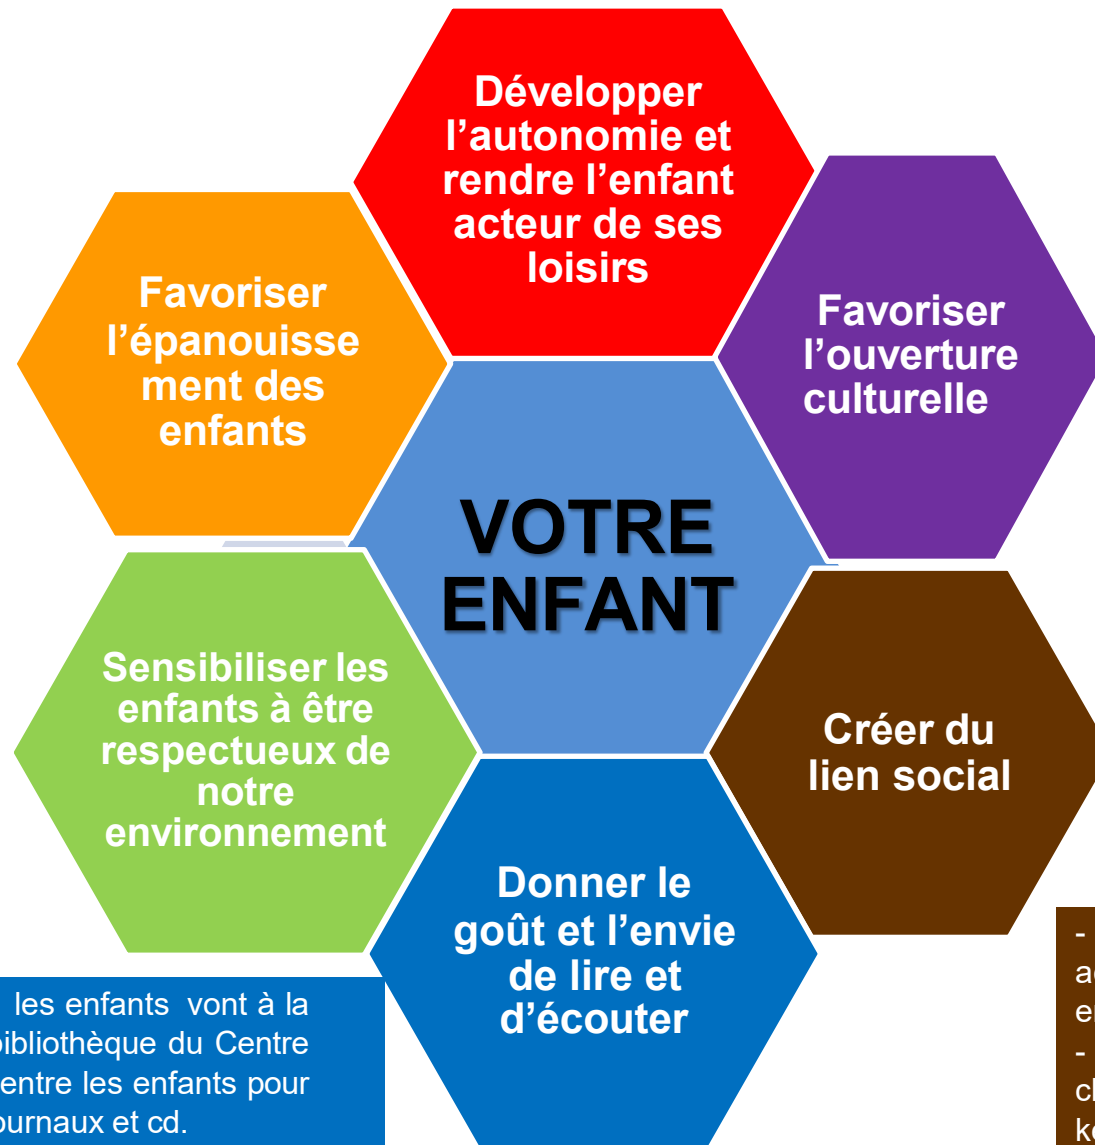 Développer
l’autonomie et
rendre l’enfant
acteur de ses
loisirs
Favoriser
l’épanouisse
ment des
enfants
Favoriser
l’ouverture
culturelle
VOTRE
ENFANT
Sensibiliser les
enfants à être
respectueux de
notre
environnement
Créer du
lien social
Donner le
goût et l’envie
de lire et
d’écouter
les enfants vont à la
bibliothèque du Centre
entre les enfants pour
ournaux et cd.
-
-